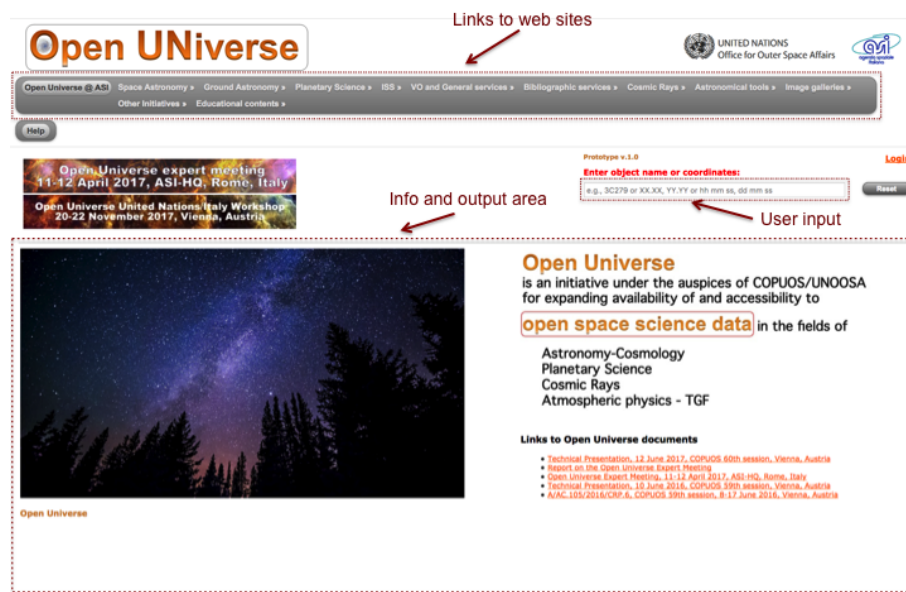 Links to web sites
Open UNiverse
UNITED NATIONS
Office for Outer Space Affairs
asi
agenzia spaziale
italiana
Open Universe @ ASI Space Astronomy » Ground Astronomy » Planetary Science » ISS » VO and General services » Bibliographic services » Cosmic Rays » Astronomical tools » Image galleries »
Other Initiatives » Educational contents »
Help
Open Universe expert meeting
11-12 April 2017, ASI-HQ, Rome, Italy
Open Universe United Nations/Italy Workshop
20-22 November 2017, Vienna, Austria
Prototype v.1.0
Login
Enter object name or coordinates:
e.g., 3C279 or XX.XX, YY.YY or hh mm ss, dd mm ss
Reset
Info and output area
User input
Open Universe
is an initiative under the auspices of COPUOS/UNOOSA
for expanding availability of and accessibility to
open space science data in the fields of
Astronomy-Cosmology
Planetary Science
Cosmic Rays
Atmospheric physics - TGF
Links to Open Universe documents
Technical Presentation, 12 June 2017, COPUOS 60th session, Vienna, Austria
Report on the Open Universe Expert Meeting
Open Universe Expert Meeting, 11-12 April 2017, ASI-HQ, Rome, Italy
Technical Presentation, 10 June 2016, COPUOS 59th session, Vienna, Austria
A/AC.105/2016/CRP.6, COPUOS 59th session, 8-17 June 2016, Vienna, Austria
Open Universe